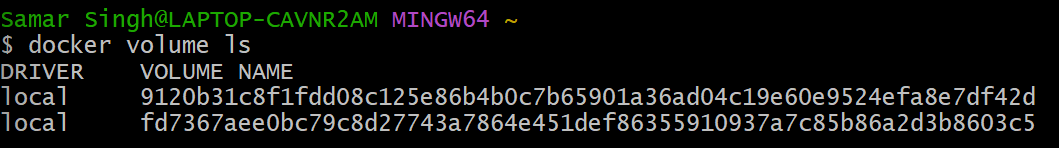 Samar Singh@LAPTOP-CAVNR2AM MINGW64 ~
$ docker volume ls
DRIVER    VOLUME NAME
local     9120b31c8f1fdd08c125e86b4b0c7b65901a36ad04c19e60e9524efa8e7df42d
local     fd7367aee0bc79c8d27743a7864e451def86355910937a7c85b86a2d3b8603c5